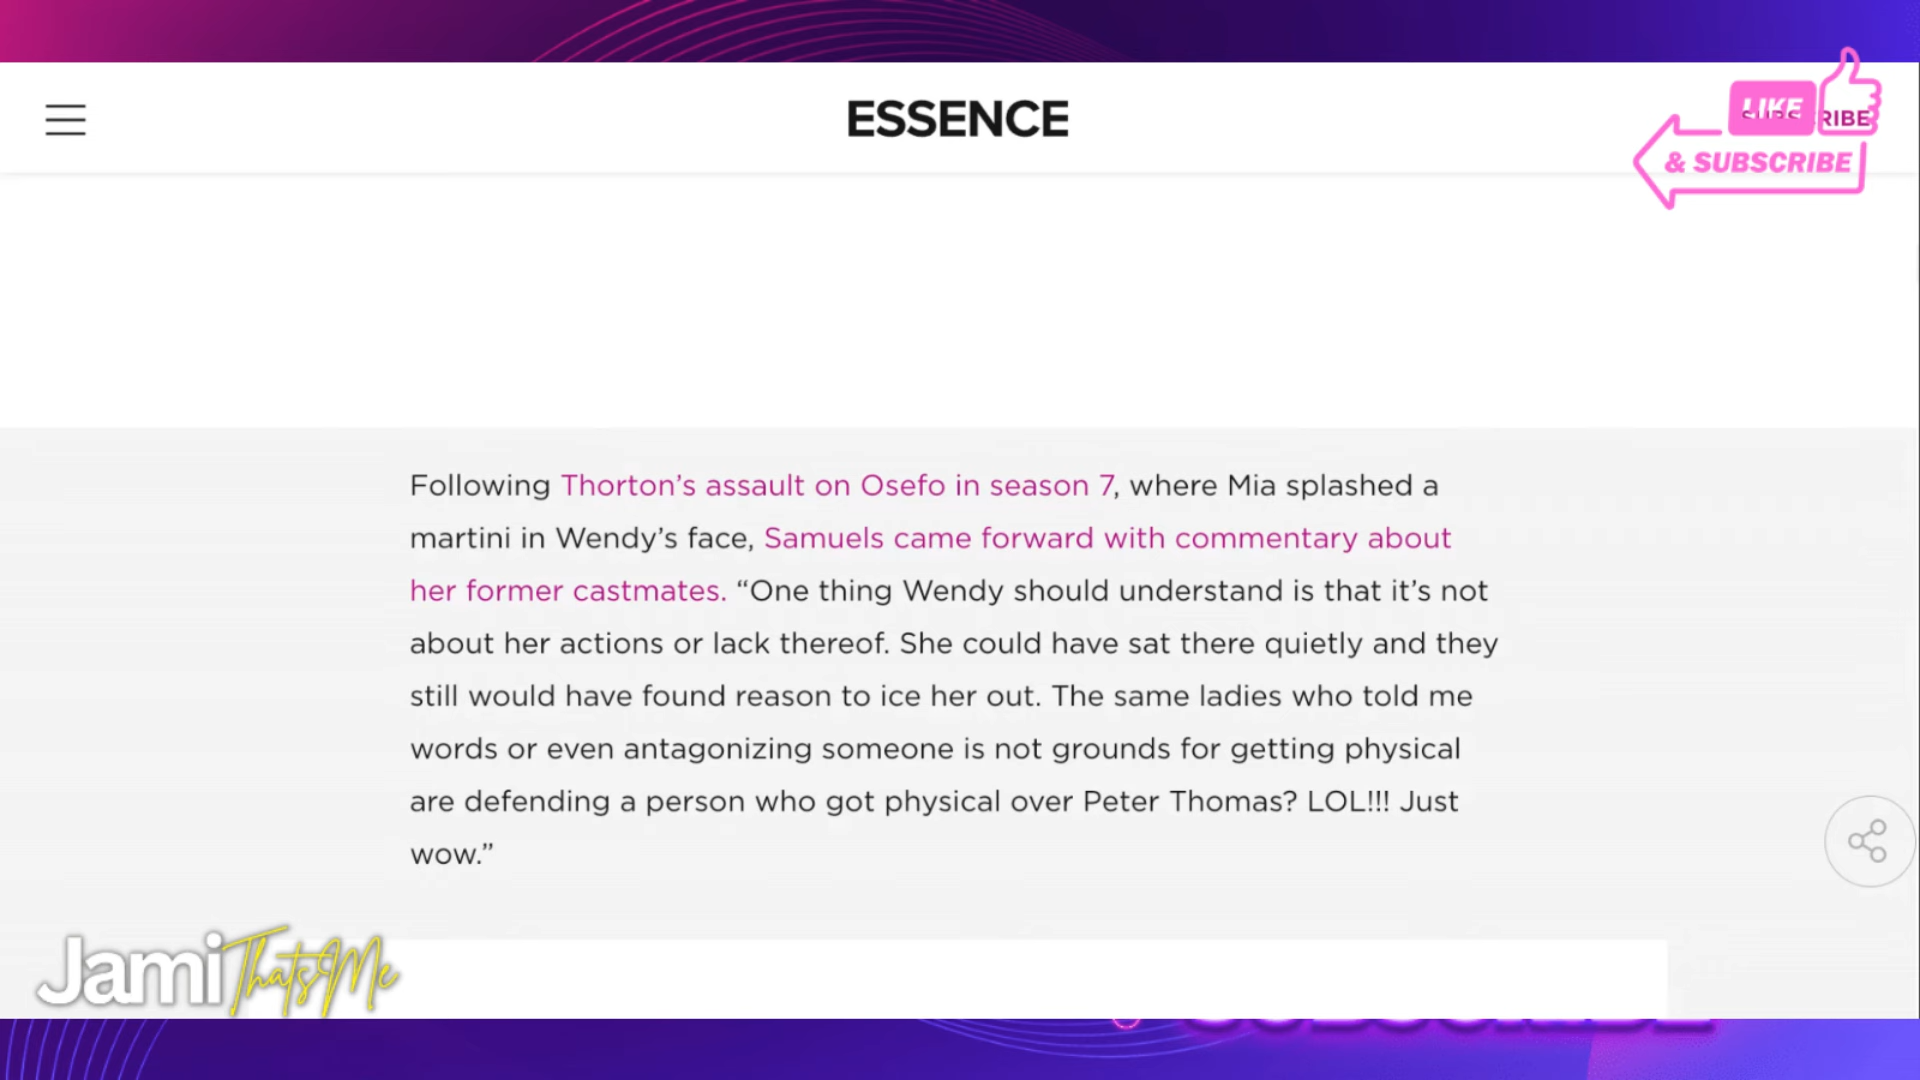 ESSENCE
LIKE
RIBE
& SUBSCRIBE
Following Thorton’s assault on Osefo in season 7, where Mia splashed a
martini in Wendy’s face, Samuels came forward with commentary about
her former castmates. “One thing Wendy should understand is that it’s not
about her actions or lack thereof. She could have sat there quietly and they
still would have found reason to ice her out. The same ladies who told me
words or even antagonizing someone is not grounds for getting physical
are defending a person who got physical over Peter Thomas? LOL!!! Just
wow.”
Jami ThatsMe